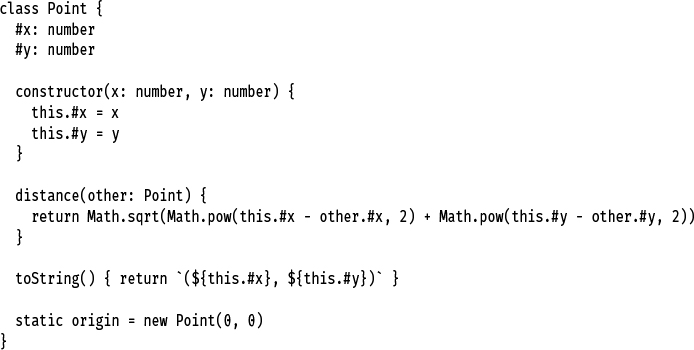 class Point {
  #x: number
  #y: number

  constructor(x: number, y: number) {
    this.#x = x
    this.#y = y
  }

  distance(other: Point) {
    return Math.sqrt(Math.pow(this.#x - other.#x, 2) + Math.pow(this.#y - other.#y, 2))
  }

  toString() { return `(${this.#x}, ${this.#y})` }

  static origin = new Point(0, 0)
}